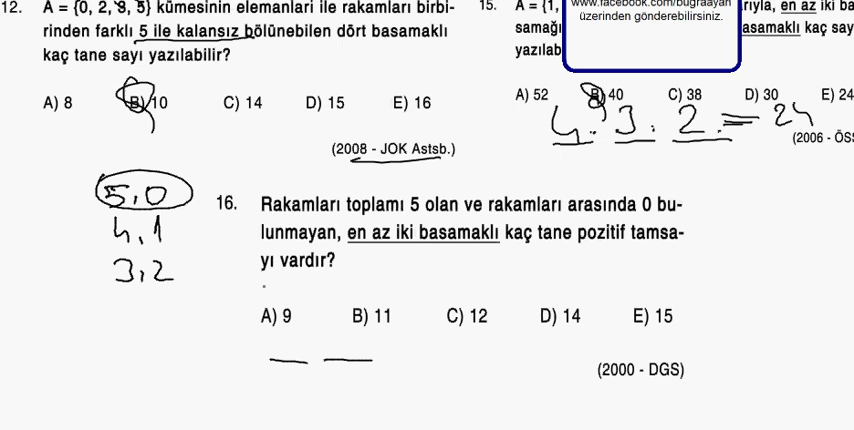 12. A = {0, 2, 3, 5} kümesinin elemanlari ile rakamları birbi-
rinden farklı 5 ile kalansız bölünebilen dört basamaklı
kaç tane sayı yazılabilir?
A) 8 B) 10 C) 14 D) 15 E) 16
(2008 - JOK Astsb.)
15. A = {1,
www.facebook.com/bugraayan
üzerinden gönderebilirsiniz.
rıyla, en az iki ba
samağı
asamaklı kaç say
yazılab
A) 52 B) 40 C) 38 D) 30 E) 24
4 . 3 . 2 . = 24
(2006 - ÖS
5,0
4,1
3,2
16. Rakamları toplamı 5 olan ve rakamları arasında 0 bu-
lunmayan, en az iki basamaklı kaç tane pozitif tamsa-
yı vardır?
A) 9 B) 11 C) 12 D) 14 E) 15
(2000 - DGS)